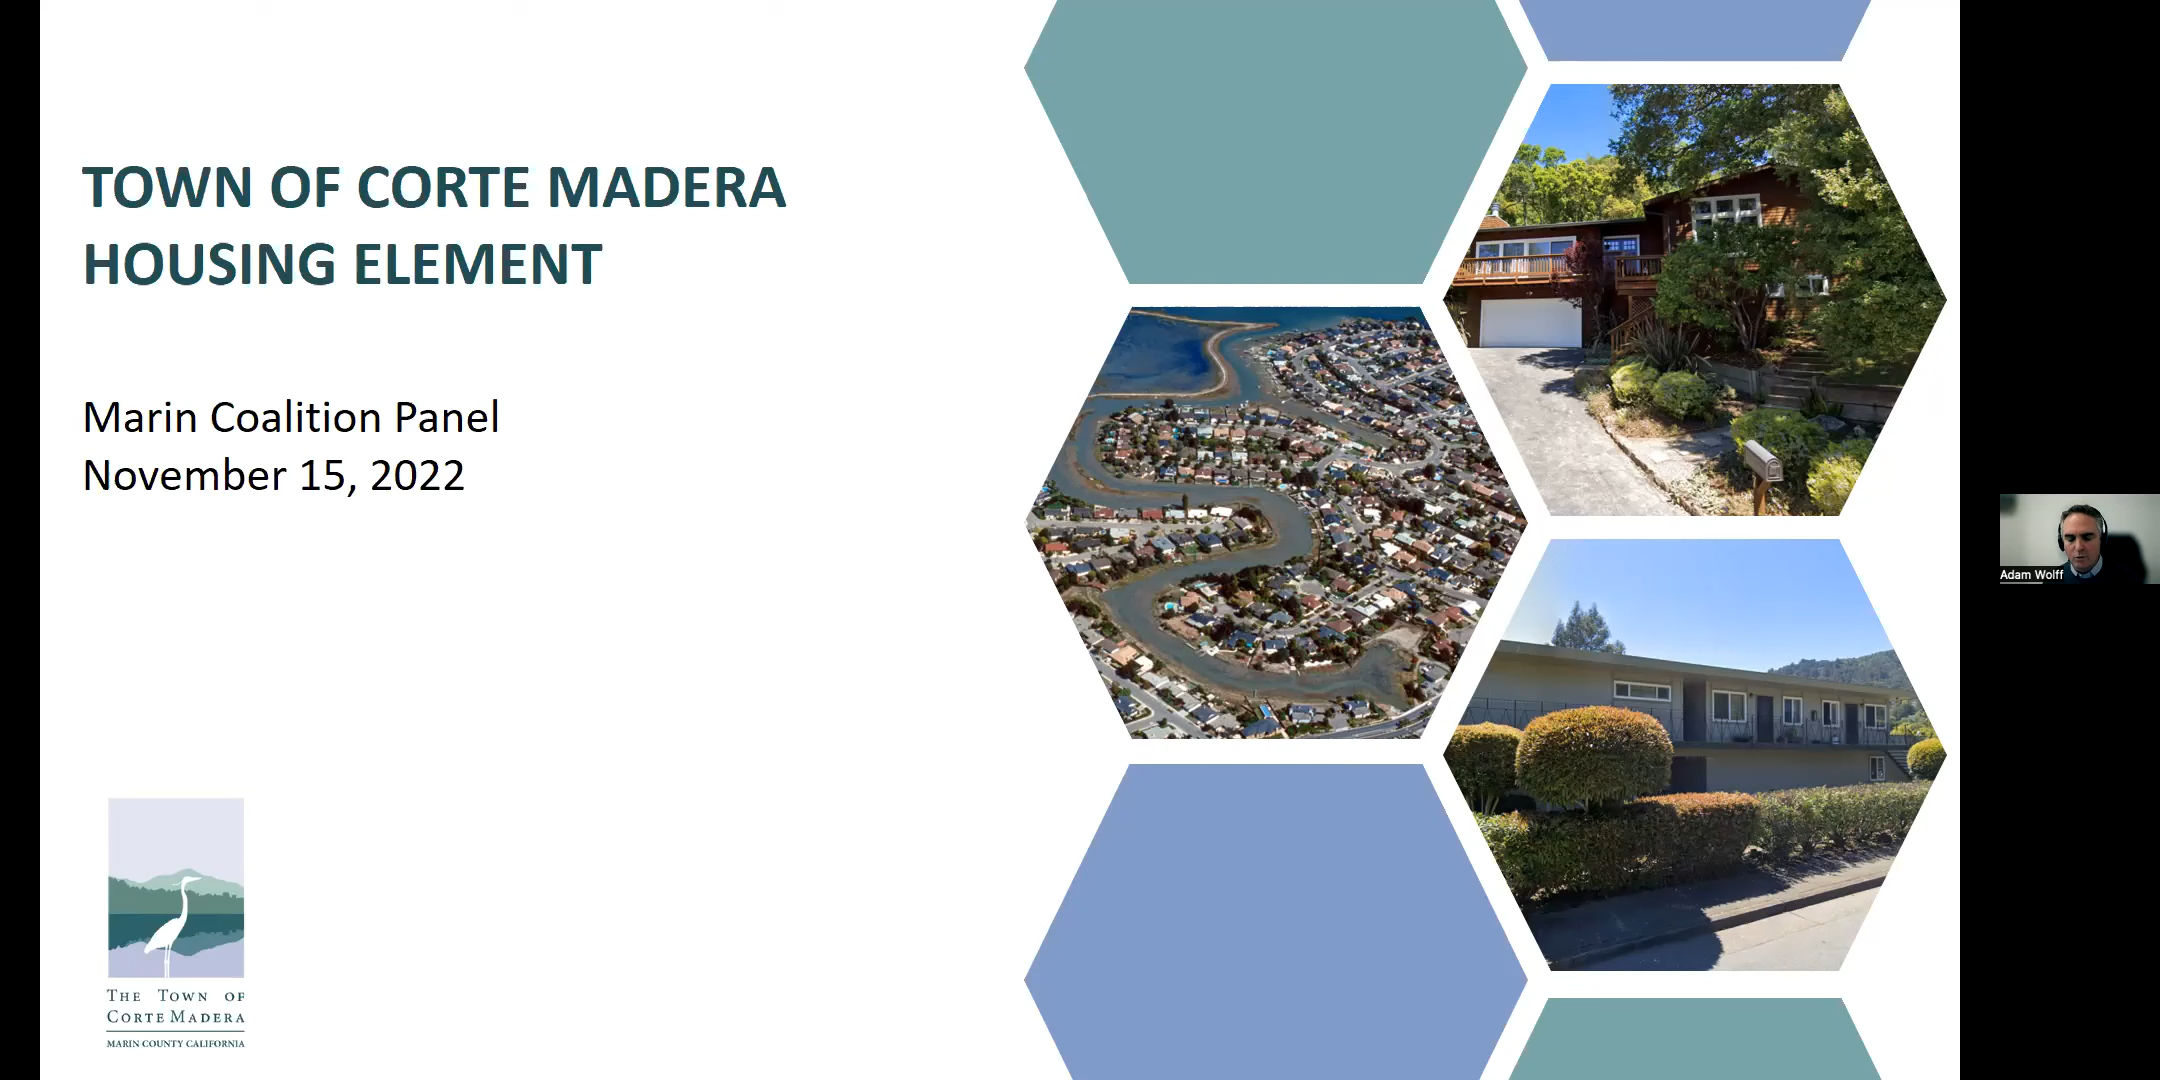 TOWN OF CORTE MADERA
HOUSING ELEMENT
Marin Coalition Panel
November 15, 2022
THE TOWN OF
CORTE MADERA
MARIN COUNTY CALIFORNIA
Adam Wolff